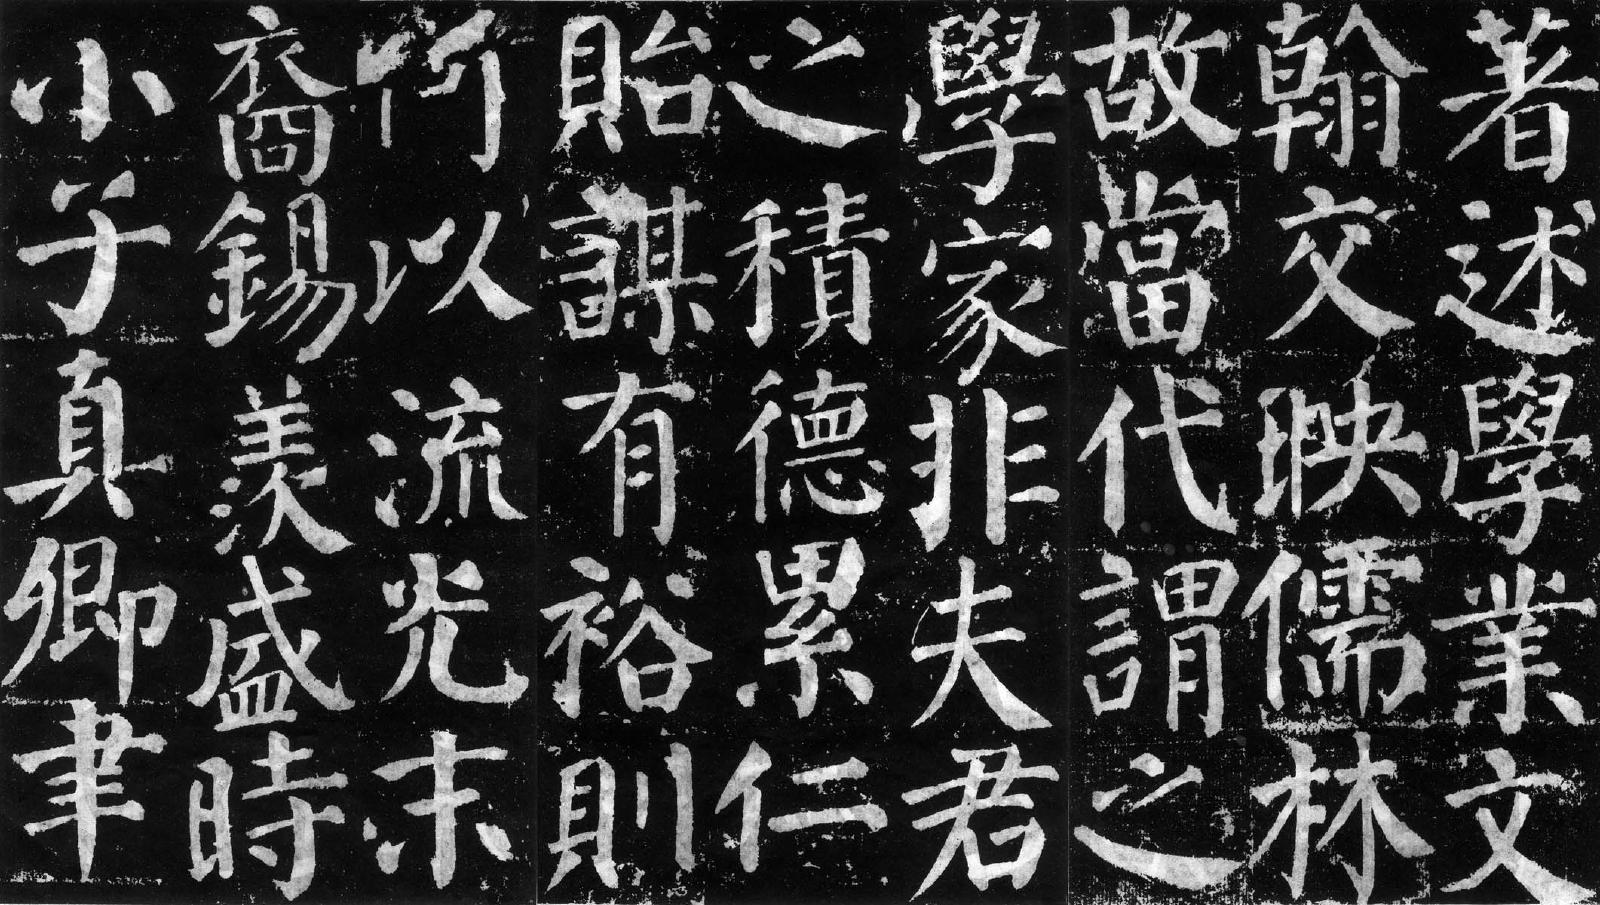 著述學業文
翰交映儒林
故當代謂之
學家非夫君
之積德累仁
貽謀有裕則
何以流光末
裔錫羨盛時
小子真卿聿